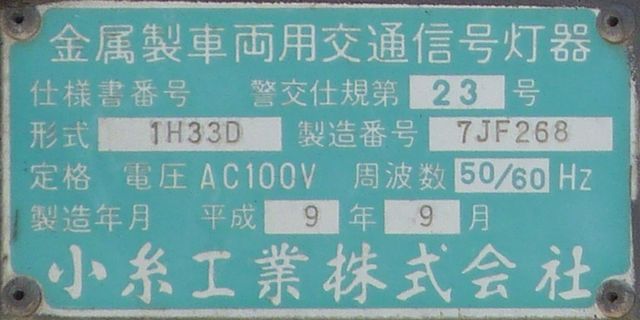 金属製車両用交通信号灯器
仕様書番号 警交仕規第 23 号
形式 1H33D 製造番号 7JF268
定格 電圧 AC100V 周波数 50/60 Hz
製造年月 平成 9 年 9 月
小糸工業株式会社